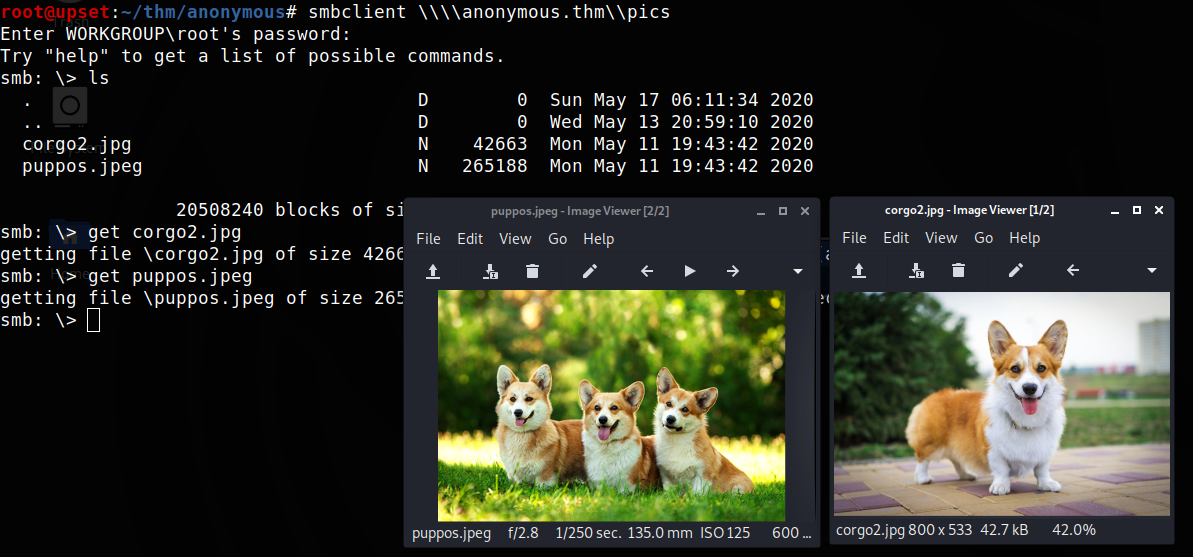 root@upset:~/thm/anonymous# smbclient \\\\anonymous.thm\\pics
Enter WORKGROUP\root's password:
Try "help" to get a list of possible commands.
smb: \> ls
. D 0 Sun May 17 06:11:34 2020
.. D 0 Wed May 13 20:59:10 2020
corgo2.jpg N 42663 Mon May 11 19:43:42 2020
puppos.jpeg N 265188 Mon May 11 19:43:42 2020
20508240 blocks of si
smb: \> get corgo2.jpg
getting file \corgo2.jpg of size 426
smb: \> get puppos.jpeg
getting file \puppos.jpeg of size 265
smb: \>
puppos.jpeg - Image Viewer [2/2]
File Edit View Go Help
puppos.jpeg f/2.8 1/250 sec. 135.0 mm ISO 125 600 ...
corgo2.jpg - Image Viewer [1/2]
File Edit View Go Help
corgo2.jpg 800 x 533 42.7 kB 42.0%